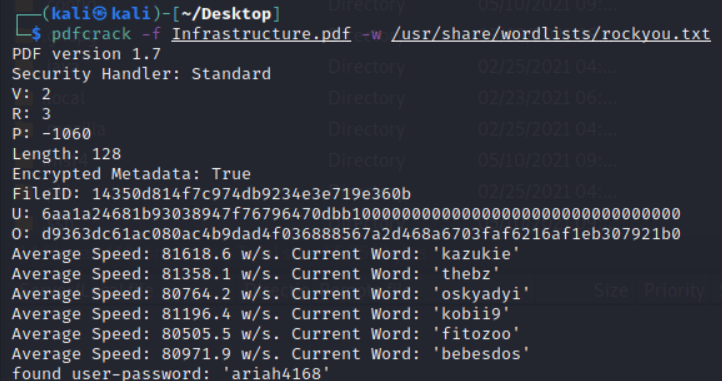 (kali㉿kali)-[~/Desktop]
$ pdfcrack -f Infrastructure.pdf -w /usr/share/wordlists/rockyou.txt
PDF version 1.7
Security Handler: Standard
V: 2
R: 3
P: -1060
Length: 128
Encrypted Metadata: True
FileID: 14350d814f7c974db9234e3e719e360b
U: 6aa1a24681b93038947f76796470dbb100000000000000000000000000000000
O: d9363dc61ac080ac4b9dad4f036888567a2d468a6703faf6216af1eb307921b0
Average Speed: 81618.6 w/s. Current Word: 'kazukie'
Average Speed: 81358.1 w/s. Current Word: 'thebz'
Average Speed: 80764.2 w/s. Current Word: 'oskyadyi'
Average Speed: 81196.4 w/s. Current Word: 'kobii9'
Average Speed: 80505.5 w/s. Current Word: 'fitozoo'
Average Speed: 80971.9 w/s. Current Word: 'bebesdos'
found user-password: 'ariah4168'